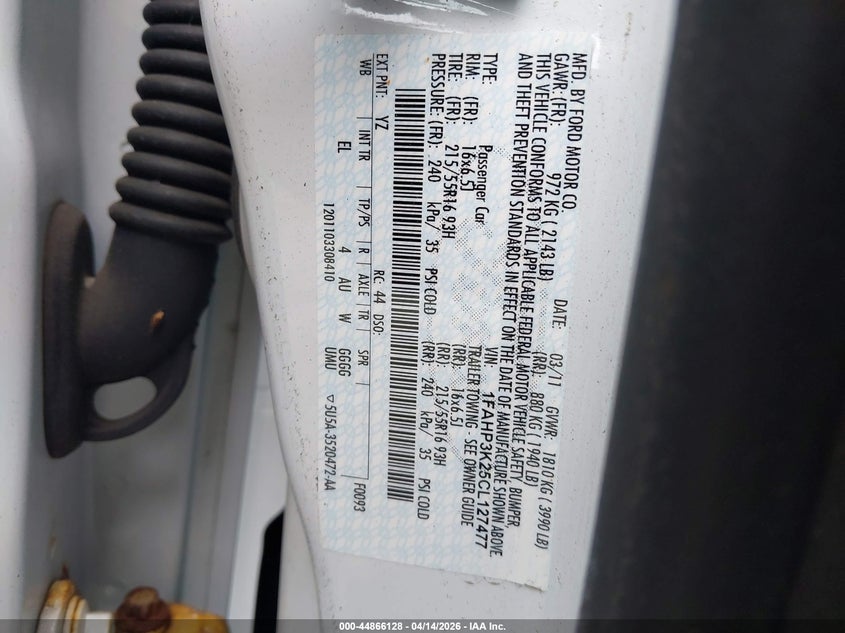 MFD. BY FORD MOTOR CO.
DATE: 03/11 GVWR: 1810 KG ( 3990 LB)
GAWR: (FR): 972 KG ( 2143 LB) (RR): 880 KG ( 1940 LB)
THIS VEHICLE CONFORMS TO ALL APPLICABLE FEDERAL MOTOR VEHICLE SAFETY, BUMPER,
AND THEFT PREVENTION STANDARDS IN EFFECT ON THE DATE OF MANUFACTURE SHOWN ABOVE.
VIN: 1FAHP3K25CL127477
TYPE: Passenger Car TRAILER TOWING - SEE OWNER GUIDE
RIM: (FR): 16x6.5J (RR): 16x6.5J
TIRE: (FR): 215/55R16 93H (RR): 215/55R16 93H
PRESSURE: (FR): 240 kPa/ 35 PSI COLD (RR): 240 kPa/ 35 PSI COLD
EXT PNT: YZ RC: 44 DSO: F0093
WB INT TR TP/PS R AXLE TR SPR
EL 4 AU W GGGG
1201103308410 UMU ▽ 5U5A-3520472-AA
000-44866128 - 04/14/2026 - IAA Inc.